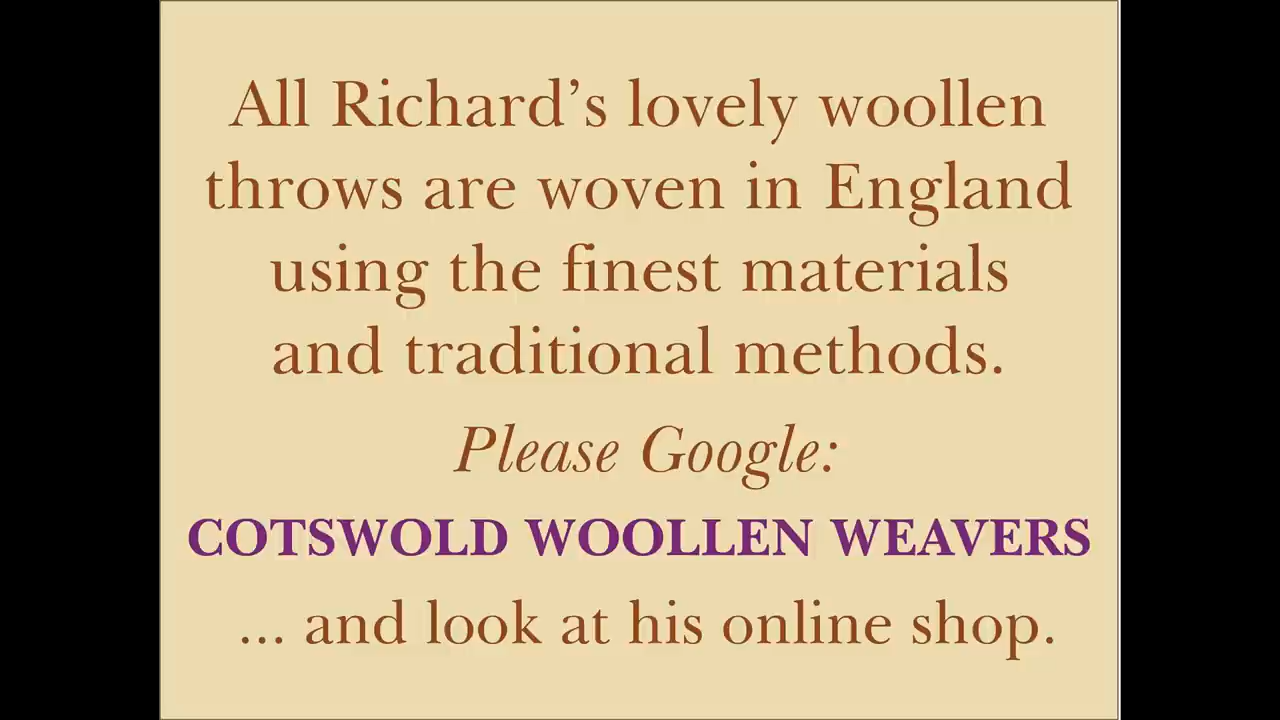 All Richard’s lovely woollen
throws are woven in England
using the finest materials
and traditional methods.
Please Google:
COTSWOLD WOOLLEN WEAVERS
... and look at his online shop.